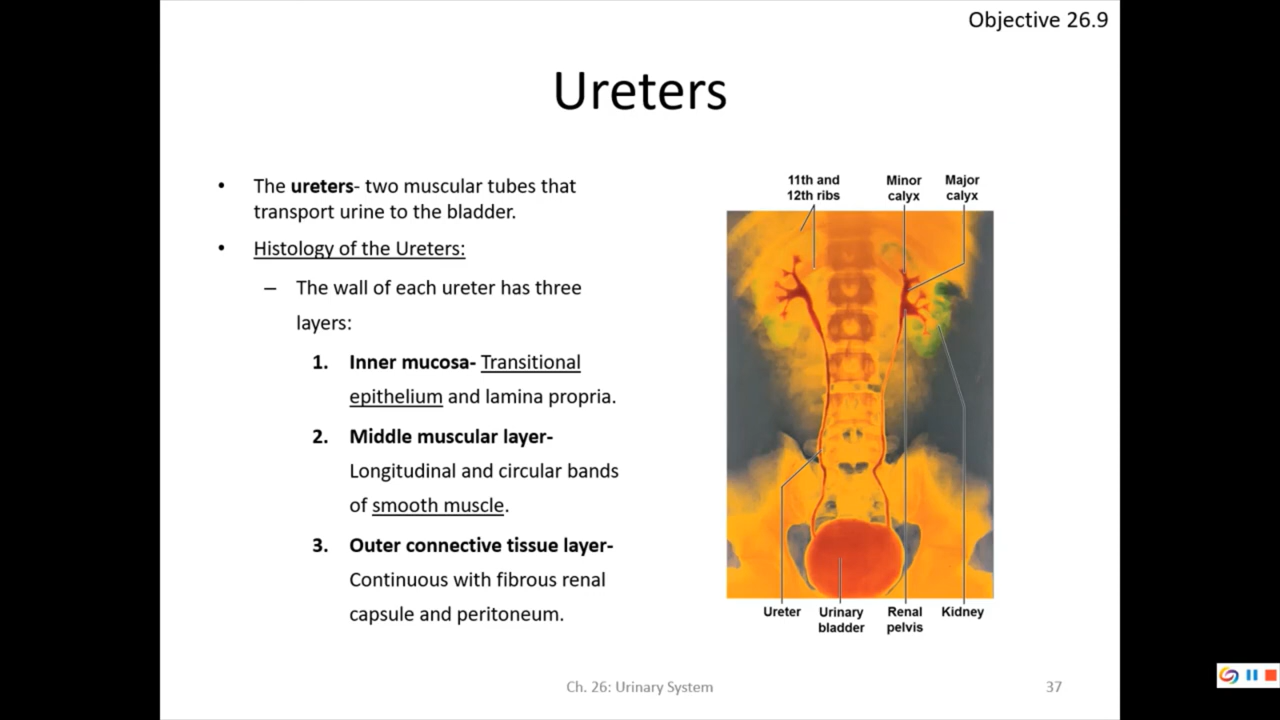 Objective 26.9
Ureters
• The ureters- two muscular tubes that
transport urine to the bladder.
• Histology of the Ureters:
– The wall of each ureter has three
layers:
1. Inner mucosa- Transitional
epithelium and lamina propria.
2. Middle muscular layer-
Longitudinal and circular bands
of smooth muscle.
3. Outer connective tissue layer-
Continuous with fibrous renal
capsule and peritoneum.
11th and
12th ribs
Minor
calyx
Major
calyx
Ureter
Urinary
bladder
Renal
pelvis
Kidney
Ch. 26: Urinary System
37